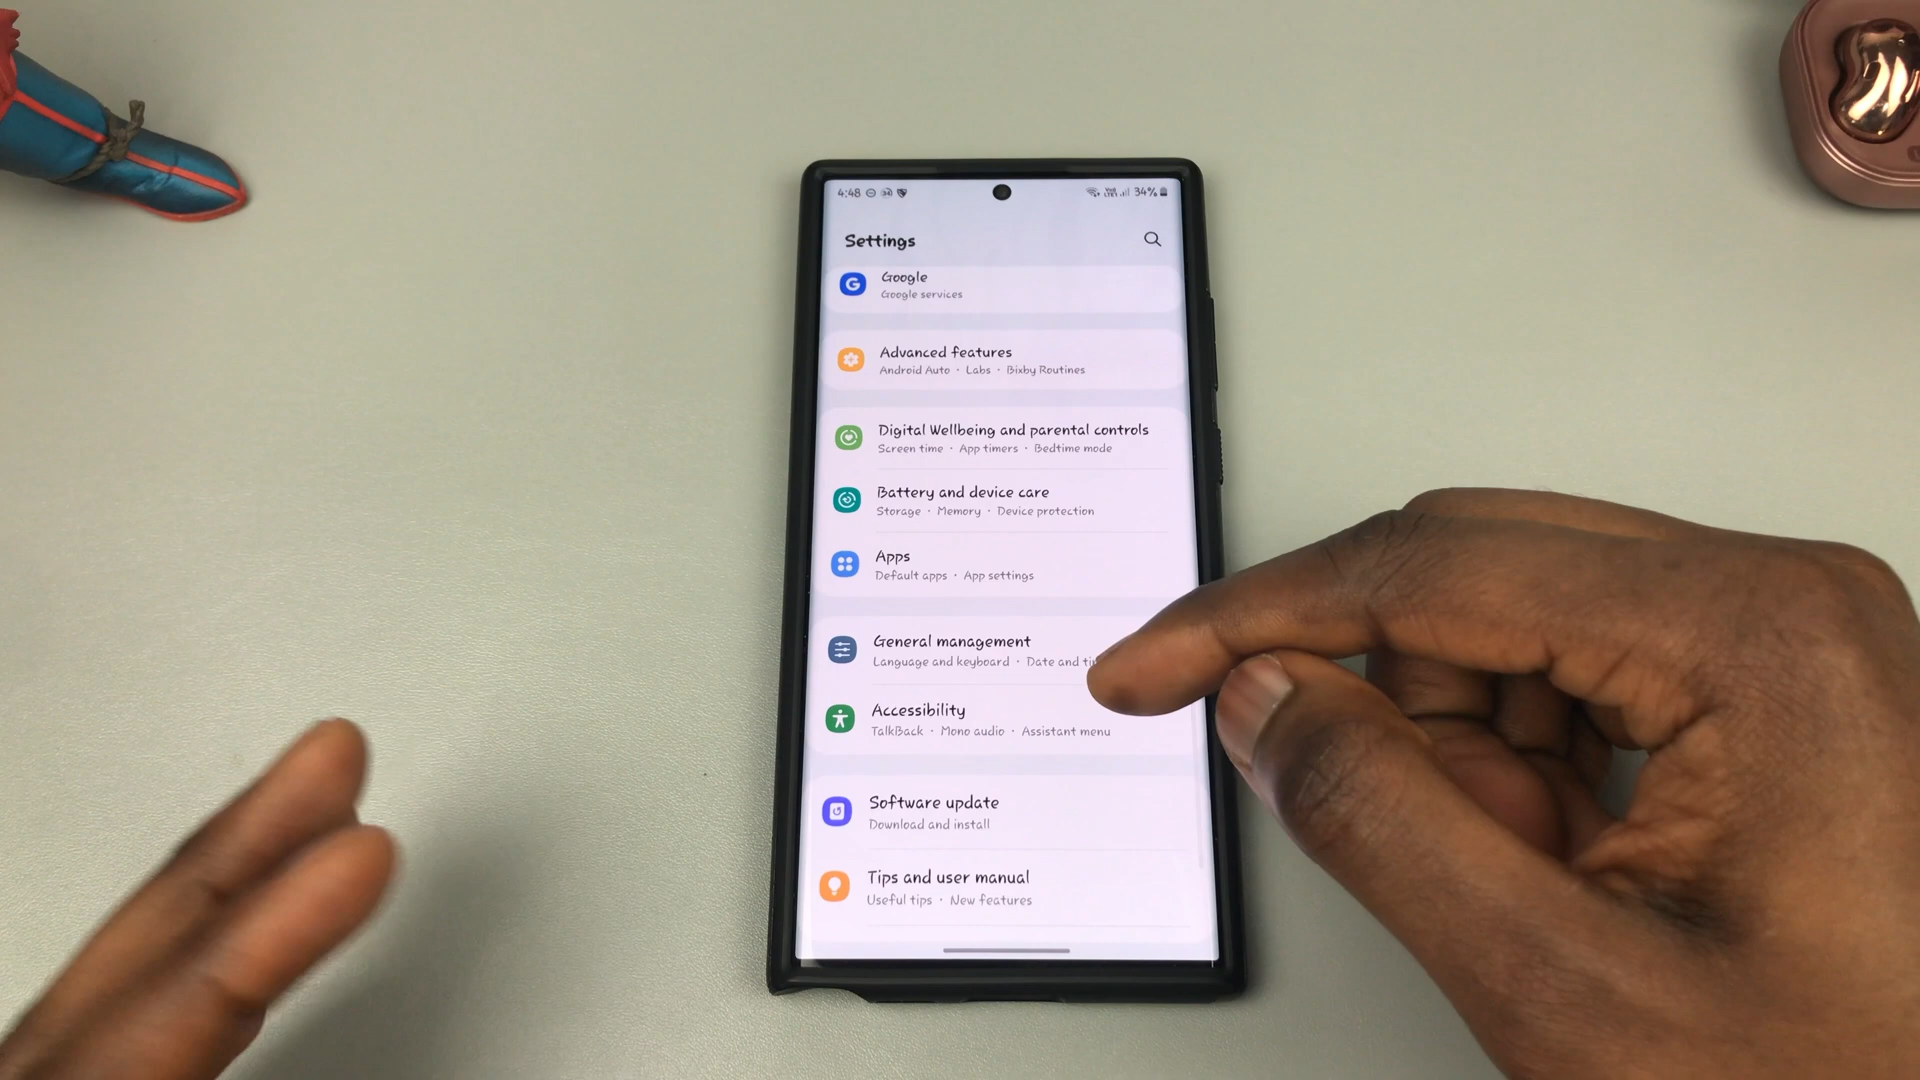 4:48 34%
Settings
Google
Google services
Advanced features
Android Auto · Labs · Bixby Routines
Digital Wellbeing and parental controls
Screen time · App timers · Bedtime mode
Battery and device care
Storage · Memory · Device protection
Apps
Default apps · App settings
General management
Language and keyboard · Date and
Accessibility
TalkBack · Mono audio · Assistant menu
Software update
Download and install
Tips and user manual
Useful tips · New features